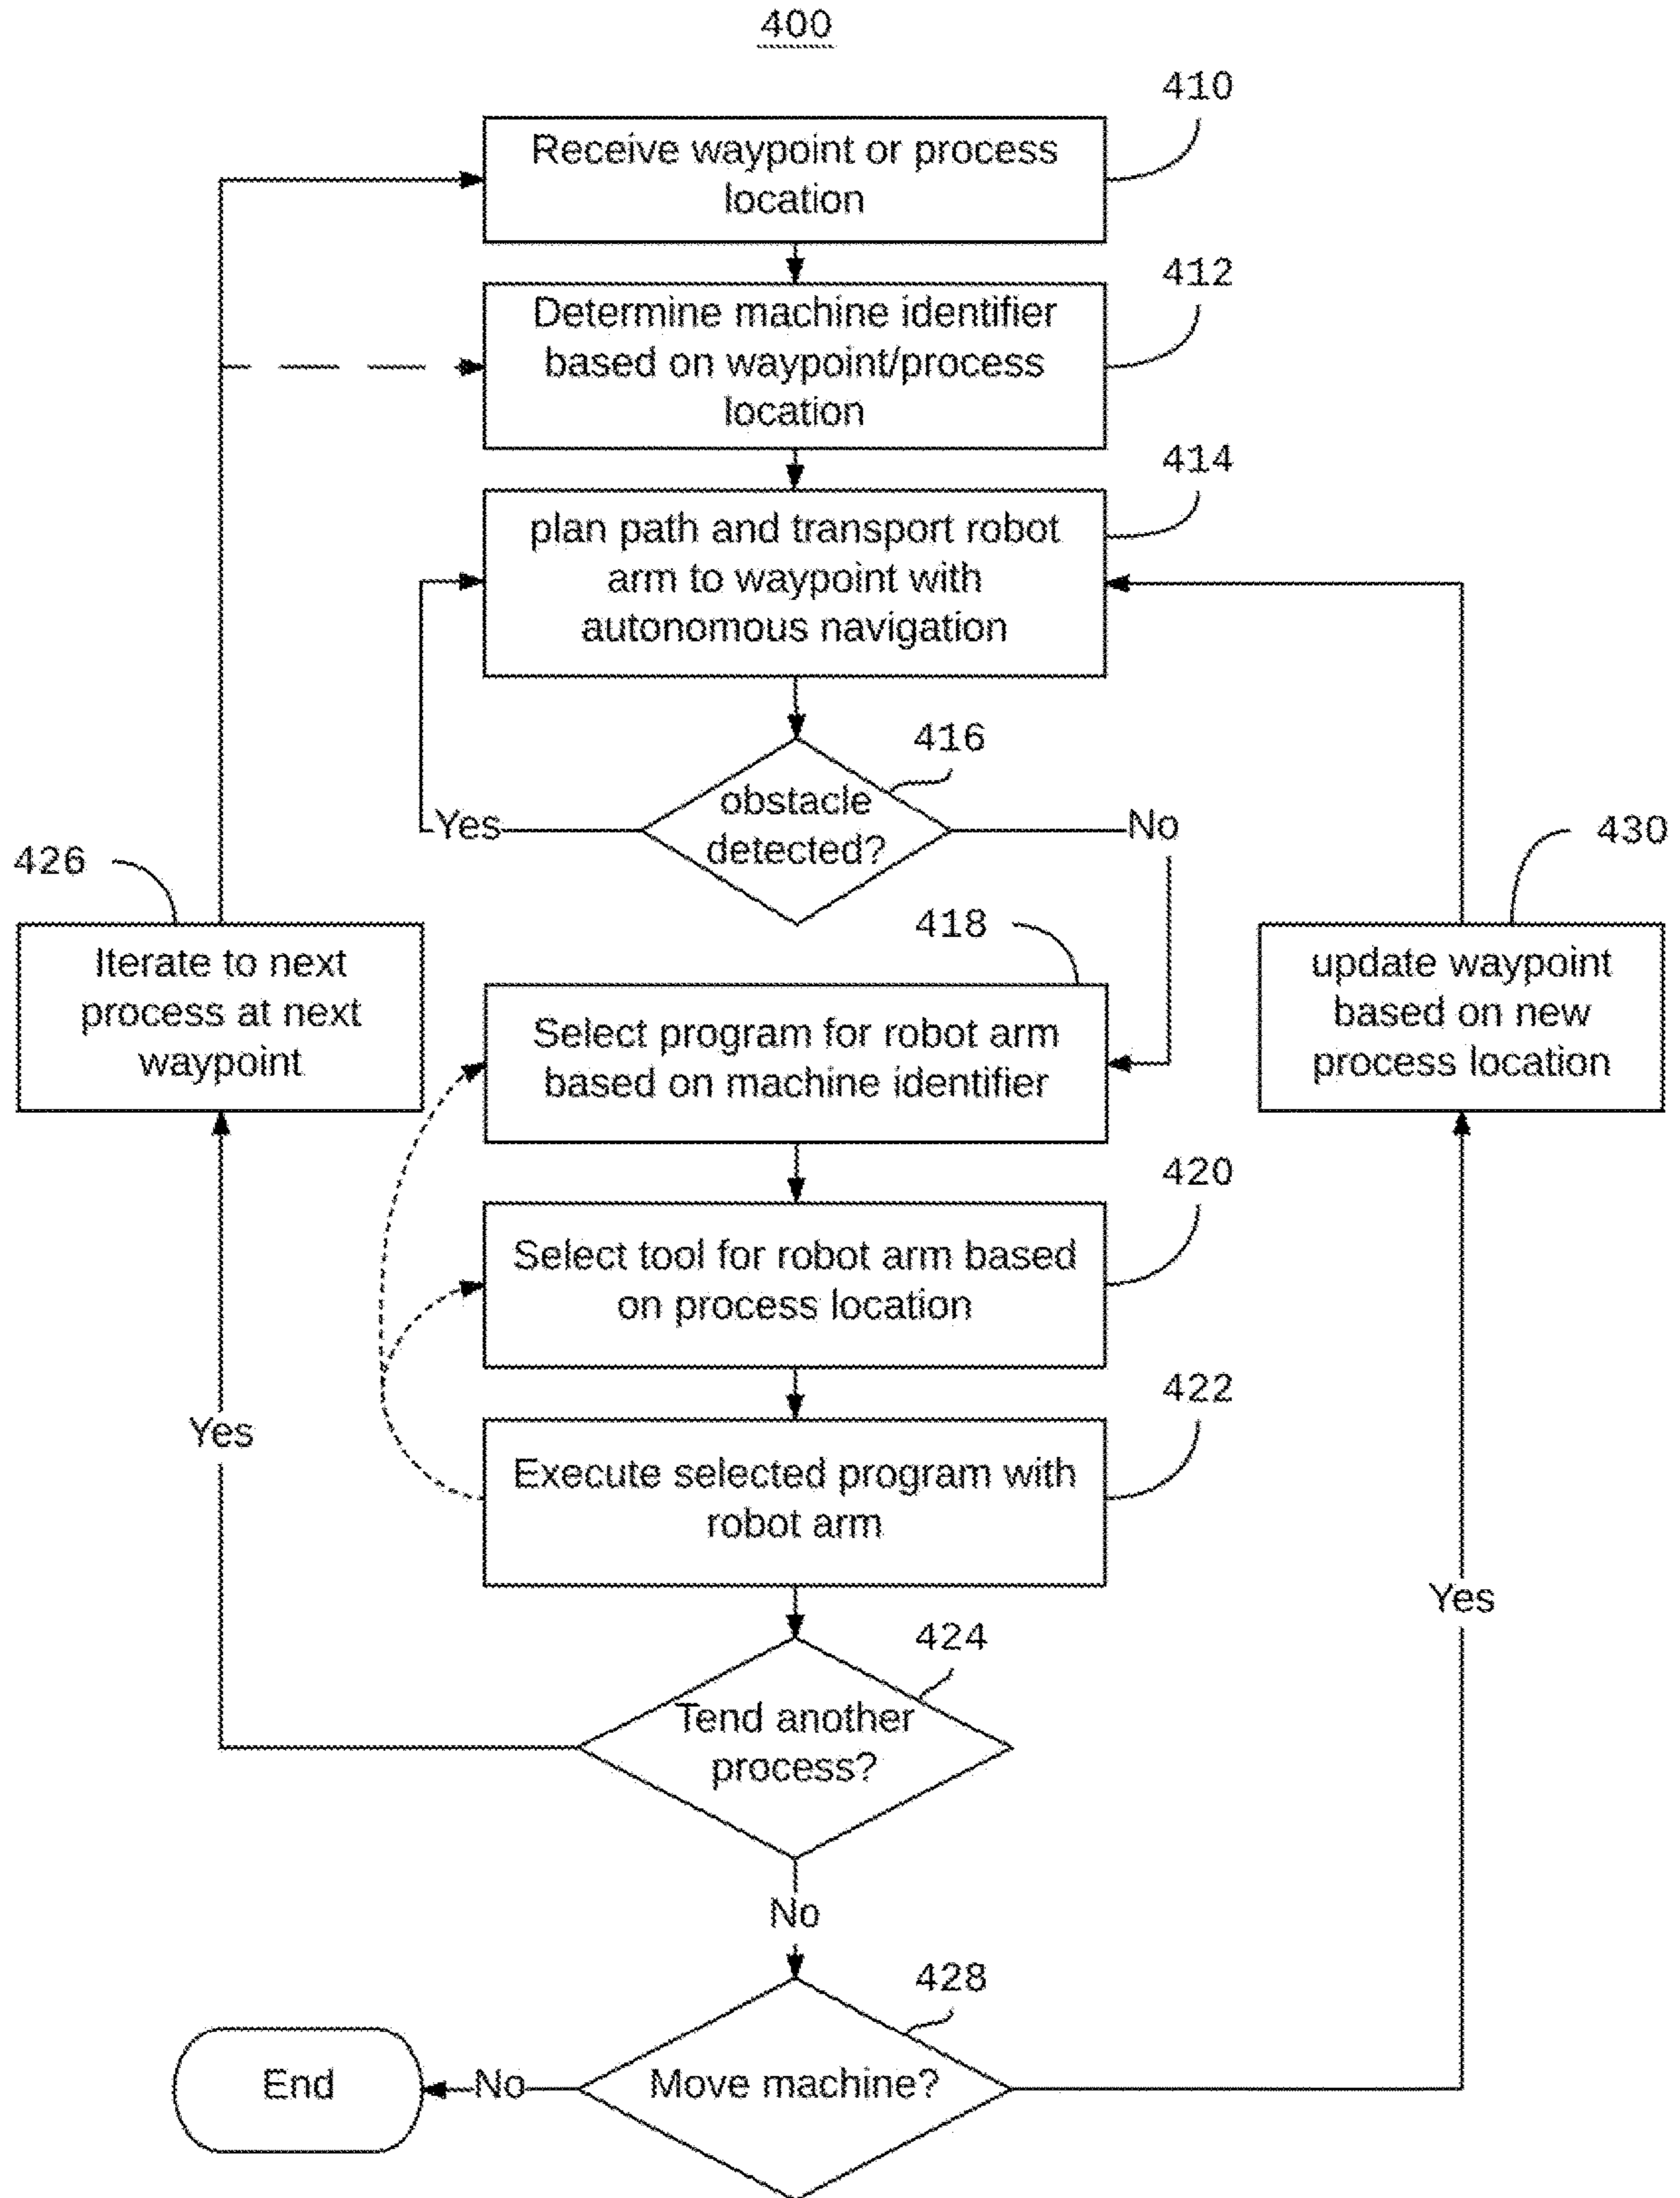 400
410
Receive waypoint or process
location
412
Determine machine identifier
based on waypoint/process
location
414
plan path and transport robot
arm to waypoint with
autonomous navigation
416
obstacle
detected?
Yes
No
426
Iterate to next
process at next
waypoint
430
update waypoint
based on new
process location
418
Select program for robot arm
based on machine identifier
420
Select tool for robot arm based
on process location
422
Execute selected program with
robot arm
Yes
Yes
424
Tend another
process?
No
428
Move machine?
No
End